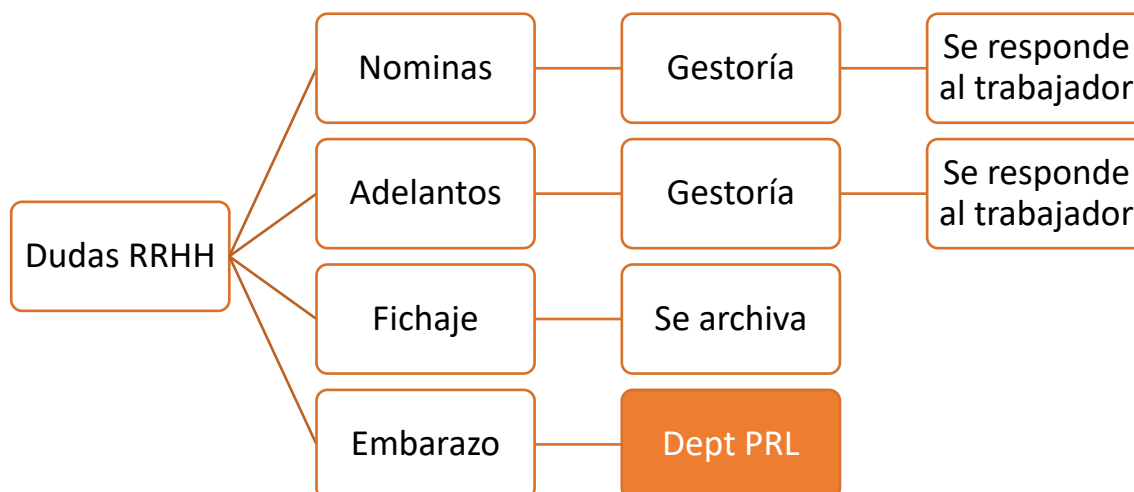 Dudas RRHH
Nominas
Gestoría
Se responde
al trabajador
Adelantos
Gestoría
Se responde
al trabajador
Fichaje
Se archiva
Embarazo
Dept PRL